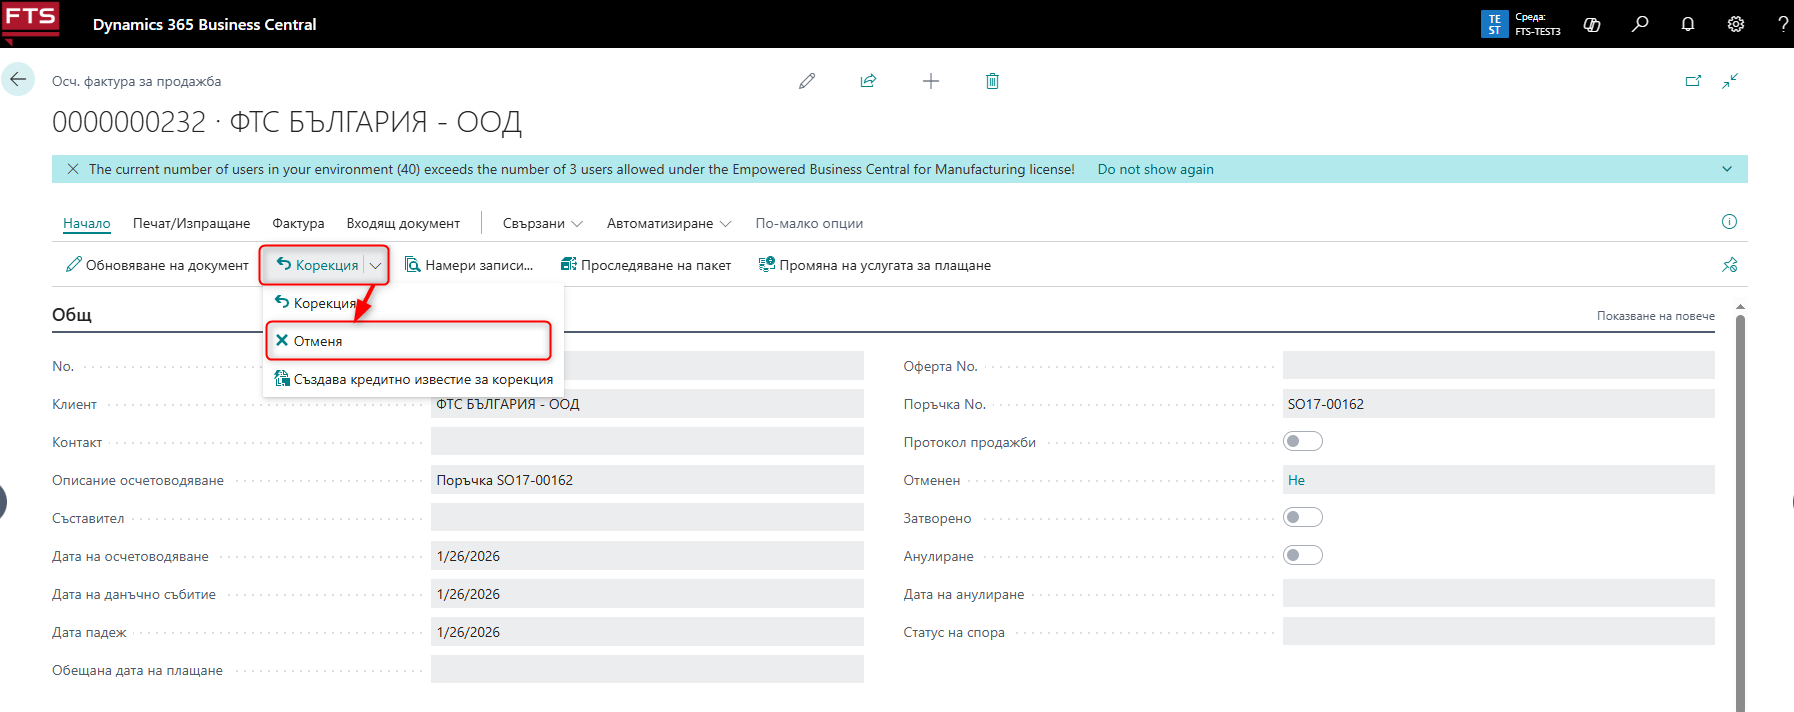 FTS
Dynamics 365 Business Central
TEST
Среда:
FTS-TEST3
?
Осч. фактура за продажба
0000000232 · ФТС БЪЛГАРИЯ - ООД
The current number of users in your environment (40) exceeds the number of 3 users allowed under the Empowered Business Central for Manufacturing license! Do not show again
Начало Печат/Изпращане Фактура Входящ документ Свързани Автоматизиране По-малко опции
Обновяване на документ Корекция Намери записи... Проследяване на пакет Промяна на услугата за плащане
Корекция
Отменя
Създава кредитно известие за корекция
Общ
Показване на повече
No.
Клиент ФТС БЪЛГАРИЯ - ООД
Контакт
Описание осчетоводяване Поръчка SO17-00162
Съставител
Дата на осчетоводяване 1/26/2026
Дата на данъчно събитие 1/26/2026
Дата падеж 1/26/2026
Обещана дата на плащане
Оферта No.
Поръчка No. SO17-00162
Протокол продажби
Отменен Не
Затворено
Анулиране
Дата на анулиране
Статус на спора